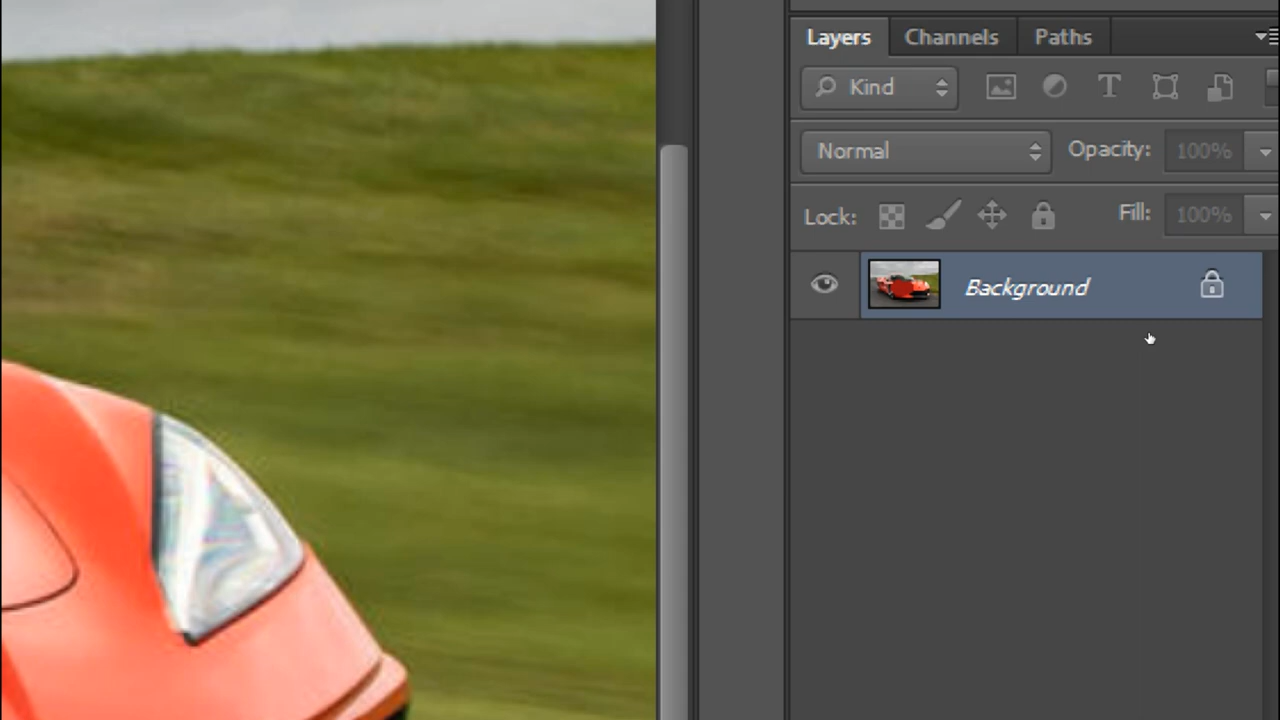 Layers Channels Paths
Kind
Normal Opacity: 100%
Lock: Fill: 100%
Background